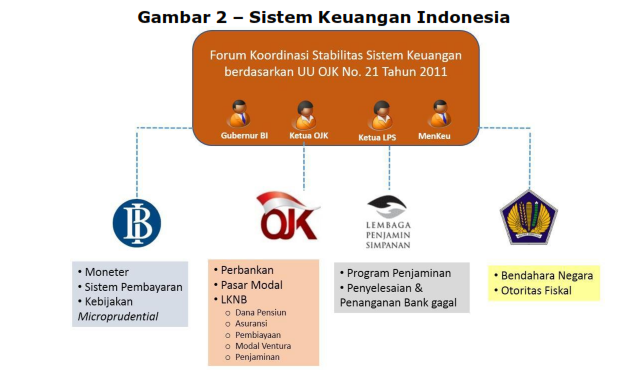 Gambar 2 – Sistem Keuangan Indonesia
Forum Koordinasi Stabilitas Sistem Keuangan
berdasarkan UU OJK No. 21 Tahun 2011
Gubernur BI
Ketua OJK
Ketua LPS
MenKeu
OJK
LEMBAGA
PENJAMIN
SIMPANAN
• Moneter
• Sistem Pembayaran
• Kebijakan
Microprudential
• Perbankan
• Pasar Modal
• LKNB
o Dana Pensiun
o Asuransi
o Pembiayaan
o Modal Ventura
o Penjaminan
• Program Penjaminan
• Penyelesaian &
Penanganan Bank gagal
• Bendahara Negara
• Otoritas Fiskal